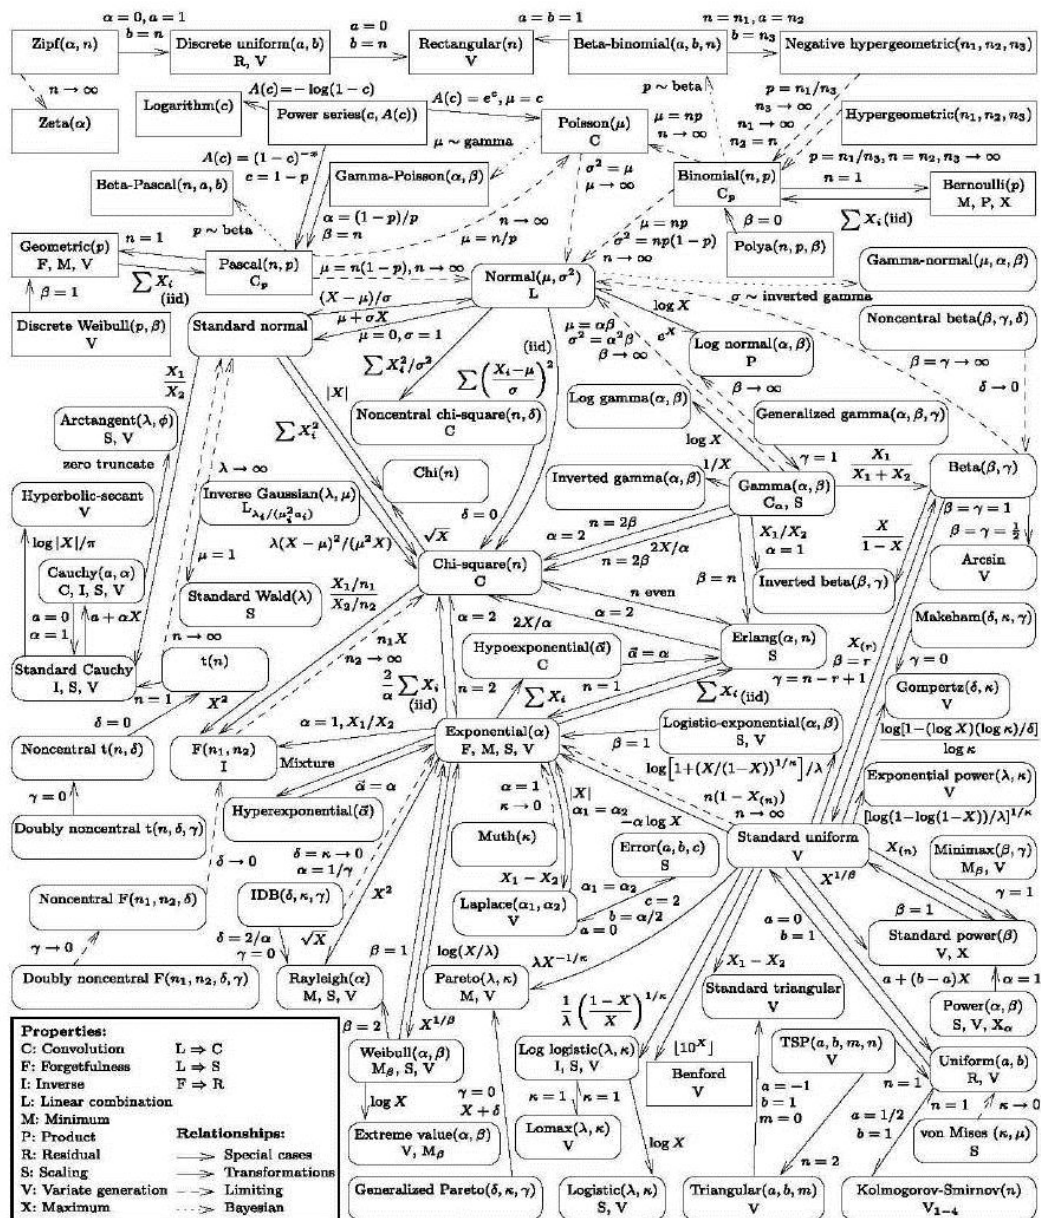 α = 0, a = 1
a = 0
a = b = 1
n = n₁, a = n₂
b = n
b = n
b = n₃
Zipf(α, n)
Discrete uniform(a, b)
R, V
Rectangular(n)
V
Beta-binomial(a, b, n)
Negative hypergeometric(n₁, n₂, n₃)
n → ∞
Zeta(α)
Logarithm(c)
A(c) = − log(1 − c)
Power series(c, A(c))
A(c) = eᶜ, μ = c
Poisson(μ)
C
p ∼ beta
μ = np
n → ∞
p = n₁/n₃
n₃ → ∞
n₁ → ∞
n₂ = n
Hypergeometric(n₁, n₂, n₃)
p = n₁/n₃, n = n₂, n₃ → ∞
μ ∼ gamma
c = 1 − p
Beta-Pascal(n, a, b)
Gamma-Poisson(α, β)
σ² = μ
μ → ∞
Binomial(n, p)
Cₚ
n = 1
Bernoulli(p)
M, P, X
∑ Xᵢ (iid)
α = (1 − p)/p
β = n
p ∼ beta
n → ∞
μ = n/p
μ = np
σ² = np(1 − p)
n → ∞
β = 0
Polya(n, p, β)
Geometric(p)
F, M, V
n = 1
∑ Xᵢ
(iid)
Pascal(n, p)
Cₚ
μ = n(1 − p), n → ∞
Normal(μ, σ²)
L
Gamma-normal(μ, α, β)
σ ∼ inverted gamma
β = 1
Discrete Weibull(p, β)
V
Standard normal
(X − μ)/σ
μ + σX
μ = 0, σ = 1
(iid)
μ = αβ
σ² = α²β
β → ∞
log X
eˣ
Log normal(α, β)
P
Noncentral beta(β, γ, δ)
β = γ → ∞
δ → 0
X₁
X₂
|X|
∑ Xᵢ²/σ²
∑ ((Xᵢ − μ)/σ)²
β → ∞
Log gamma(α, β)
Generalized gamma(α, β, γ)
Arctangent(λ, φ)
S, V
zero truncate
∑ Xᵢ²
Noncentral chi-square(n, δ)
C
log X
γ = 1
X₁
X₁ + X₂
Beta(β, γ)
λ → ∞
Chi(n)
Inverted gamma(α, β)
1/X
Gamma(α, β)
C_α, S
Hyperbolic-secant
V
Inverse Gaussian(λ, μ)
δ = 0
n = 2β
α = 2
X₁/X₂
α = 1
X
1 − X
β = γ = 1
β = γ = ½
log |X|/π
μ = 1
λ(X − μ)²/(μ²X)
√X
Chi-square(n)
C
2X/α
n = 2β
β = n
Inverted beta(β, γ)
Arcsin
V
Cauchy(a, α)
C, I, S, V
a = 0
α = 1
a + αX
Standard Wald(λ)
S
X₁/n₁
X₂/n₂
n even
α = 2
α = 2
Makeham(δ, κ, γ)
n → ∞
n₁X
n₂ → ∞
2X/α
Erlang(α, n)
S
X₍ᵣ₎
β = r
γ = n − r + 1
γ = 0
Standard Cauchy
I, S, V
t(n)
n = 1
X²
2
α
∑ Xᵢ
(iid)
n = 2
Hypoexponential(α⃗)
C
α⃗ = α
∑ Xᵢ
n = 1
∑ Xᵢ (iid)
Gompertz(δ, κ)
V
δ = 0
Noncentral t(n, δ)
F(n₁, n₂)
I
α = 1, X₁/X₂
Mixture
Exponential(α)
F, M, S, V
β = 1
Logistic-exponential(α, β)
S, V
log[1 + (X/(1−X))^{1/κ}]/λ
log[1−(log X)(log κ)/δ]
log κ
γ = 0
Hyperexponential(α⃗)
α⃗ = α
α = 1
κ → 0
|X|
α₁ = α₂
n(1 − X₍ₙ₎)
n → ∞
Exponential power(λ, κ)
V
[log(1−log(1−X))/λ]^{1/κ}
Doubly noncentral t(n, δ, γ)
Muth(κ)
−α log X
Standard uniform
V
X₍ₙ₎
Minimax(β, γ)
M_β, V
δ → 0
δ = κ → 0
α = 1/γ
X₁ − X₂
Error(a, b, c)
S
X^{1/β}
γ = 1
Noncentral F(n₁, n₂, δ)
IDB(δ, κ, γ)
X²
Laplace(α₁, α₂)
V
α₁ = α₂
c = 2
b = α/2
a = 0
a = 0
b = 1
β = 1
Standard power(β)
V, X
γ → 0
δ = 2/α
γ = 0
√X
β = 1
log(X/λ)
λX^{−1/κ}
X₁ − X₂
a + (b − a)X
α = 1
Doubly noncentral F(n₁, n₂, δ, γ)
Rayleigh(α)
M, S, V
Pareto(λ, κ)
M, V
Standard triangular
V
Power(α, β)
S, V, X_α
β = 2
X^{1/β}
1
λ
((1 − X)/X)^{1/κ}
Weibull(α, β)
M_β, S, V
Log logistic(λ, κ)
I, S, V
⌊10ˣ⌋
Benford
V
TSP(a, b, m, n)
V
n = 1
Uniform(a, b)
R, V
log X
γ = 0
X + δ
κ = 1
κ = 1
a = −1
b = 1
m = 0
a = 1/2
b = 1
n = 1
κ → 0
Extreme value(α, β)
V, M_β
Lomax(λ, κ)
V
log X
n = 2
von Mises (κ, μ)
S
Generalized Pareto(δ, κ, γ)
Logistic(λ, κ)
S, V
Triangular(a, b, m)
V
Kolmogorov-Smirnov(n)
V₁₋₄
Properties:
C: Convolution L ⇒ C
F: Forgetfulness L ⇒ S
I: Inverse F ⇒ R
L: Linear combination
M: Minimum
P: Product Relationships:
R: Residual Special cases
S: Scaling Transformations
V: Variate generation Limiting
X: Maximum Bayesian